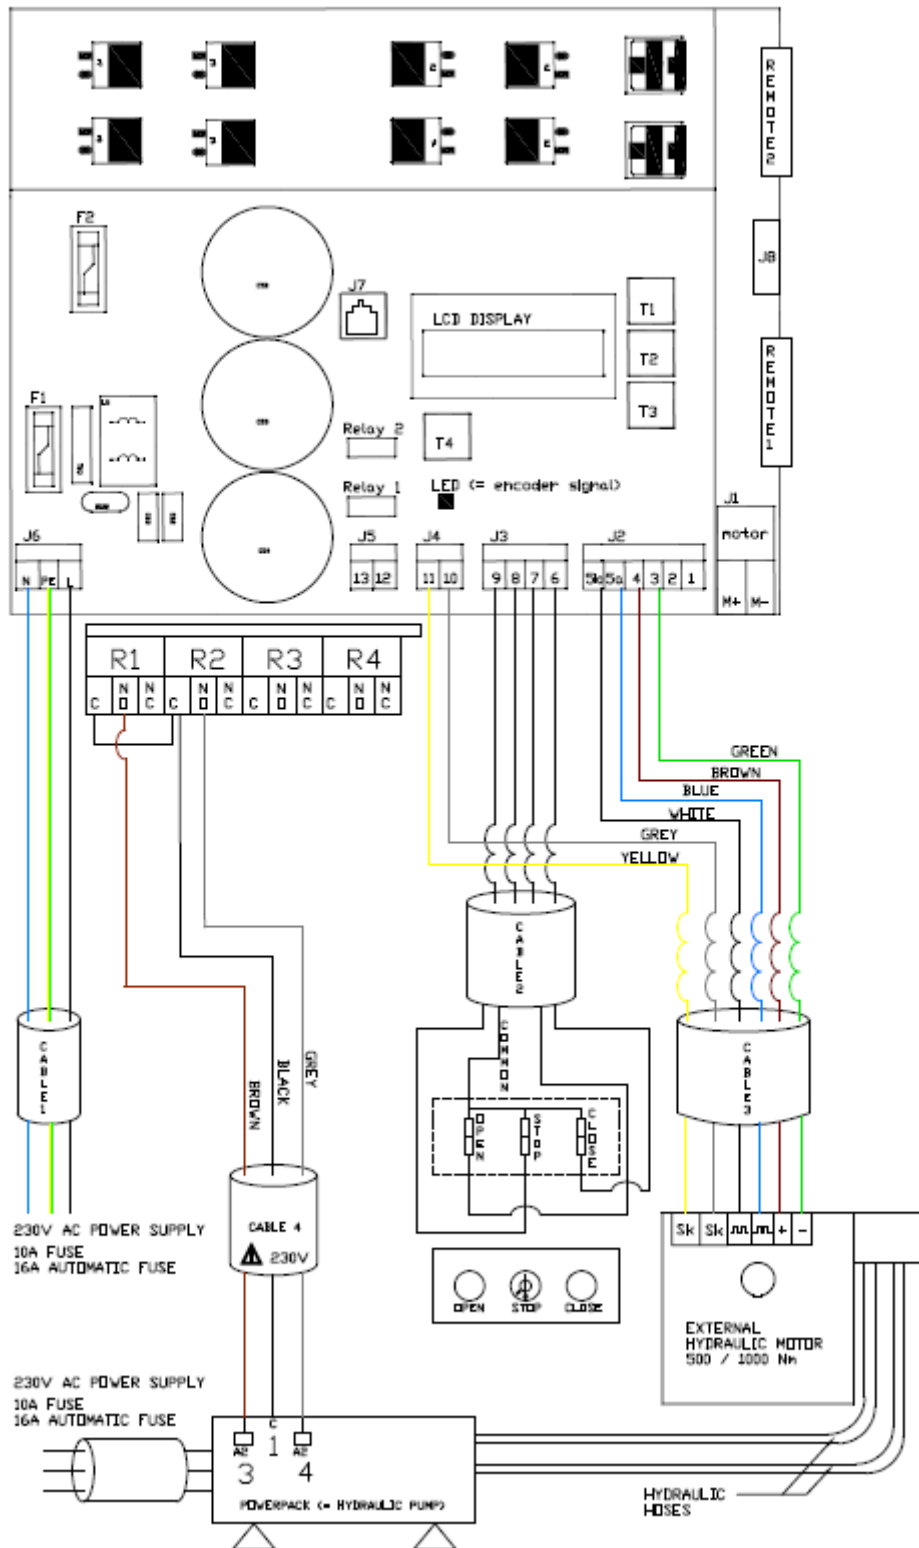 REMOTE2
F2
J8
J7
LCD DISPLAY
T1
T2
T3
REMOTE1
F1
Relay 2
T4
Relay 1
LED (= encoder signal)
J1
motor
M+ M-
J6
N PE L
J5
13 12
J4
11 10
J3
9 8 7 6
J2
5b 5a 4 3 2 1
R1 R2 R3 R4
C NO NC C NO NC C NO NC C NO NC
GREEN
BROWN
BLUE
WHITE
GREY
YELLOW
CABLE2
CABLE1
CABLE3
COMMON
BROWN
BLACK
GREY
OPEN
STOP
CLOSE
CABLE 4
230V
230V AC POWER SUPPLY
10A FUSE
16A AUTOMATIC FUSE
Sk Sk + -
OPEN STOP CLOSE
EXTERNAL
HYDRAULIC MOTOR
500 / 1000 Nm
230V AC POWER SUPPLY
10A FUSE
16A AUTOMATIC FUSE
C
A2 1 A2
3 4
POWERPACK (= HYDRAULIC PUMP)
HYDRAULIC
HOSES